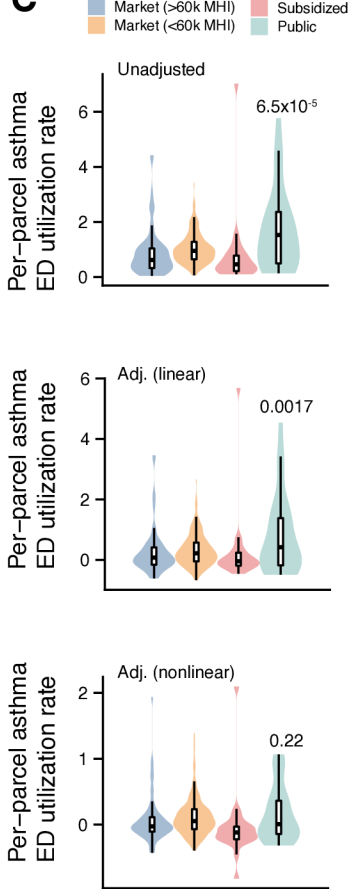 C
Market (>60k MHI)
Subsidized
Market (<60k MHI)
Public
Unadjusted
6.5x10⁻⁵
Per−parcel asthma
ED utilization rate
6
4
2
0
Adj. (linear)
0.0017
Per−parcel asthma
ED utilization rate
6
4
2
0
Adj. (nonlinear)
0.22
Per−parcel asthma
ED utilization rate
2
1
0